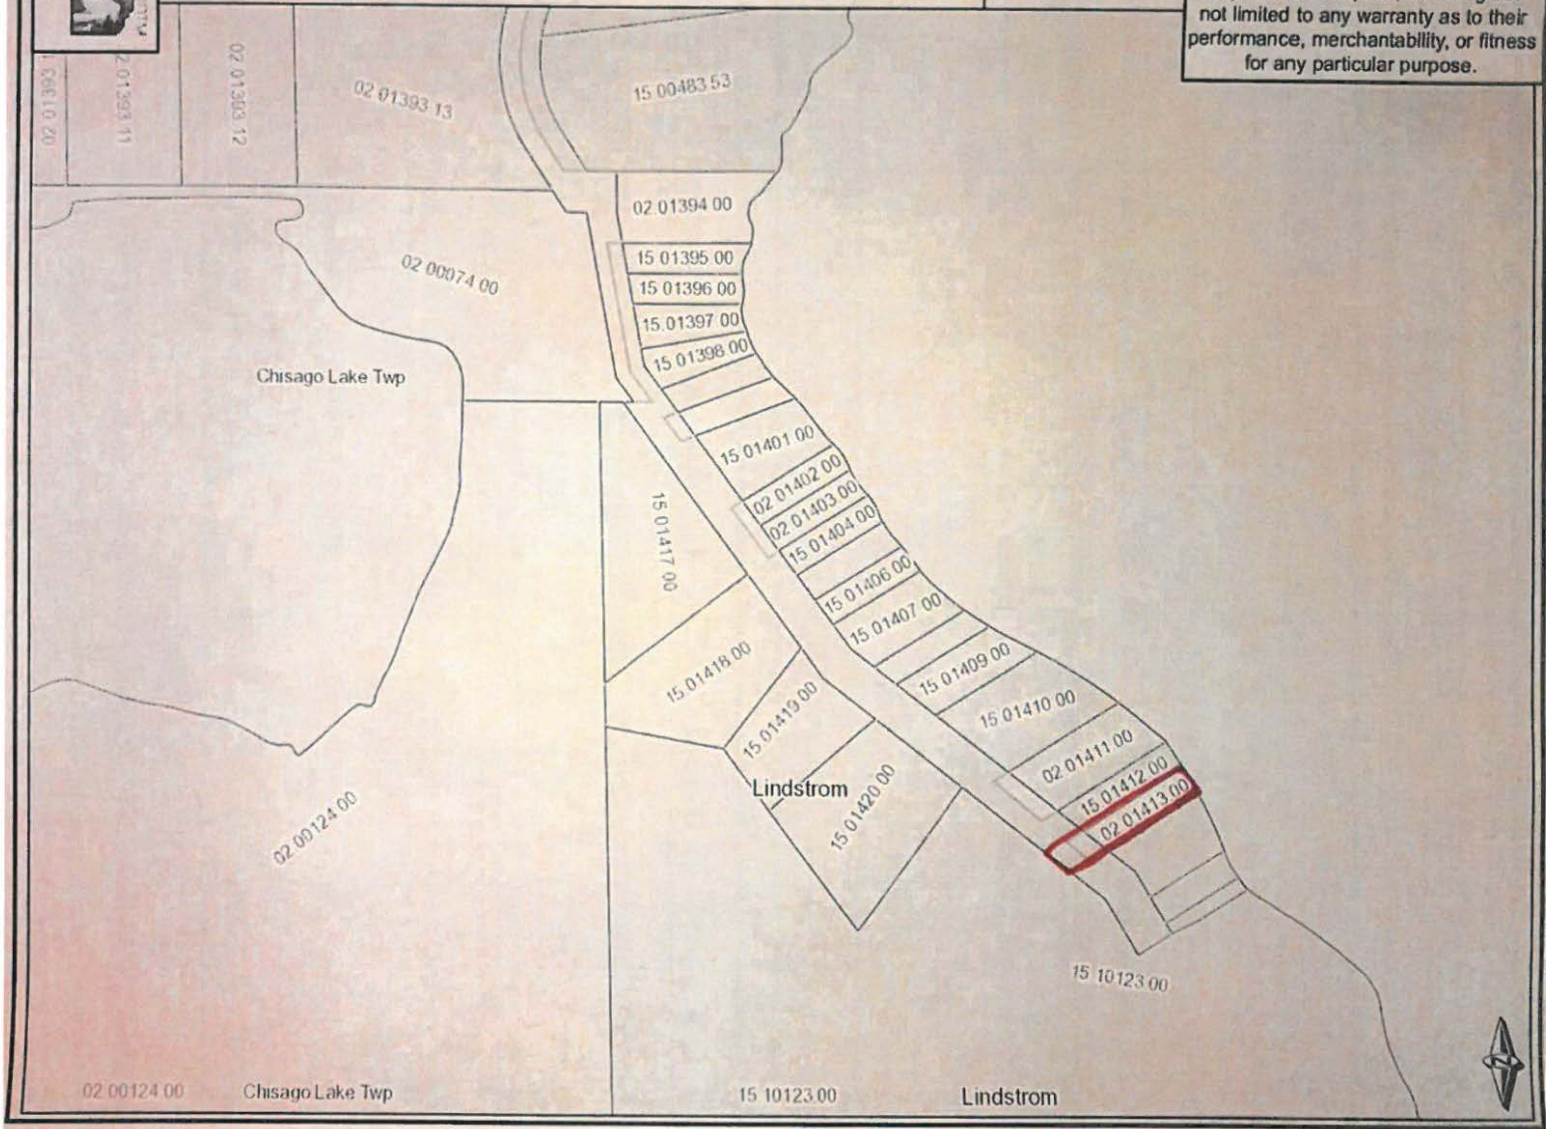 not limited to any warranty as to their
performance, merchantability, or fitness
for any particular purpose.
02 01393 1
2 01393 11
02 01393 12
02 01393 13
15 00483 53
02.01394 00
15 01395 00
15 01396 00
15.01397 00
15 01398 00
02 00074 00
Chisago Lake Twp
15 01401 00
02 01402 00
02 01403 00
15 01404 00
15 01406 00
15 01407 00
15 01417 00
15 01409 00
15.01418 00
15 01410 00
15 01419 00
02 01411 00
15 01412 00
02 01413 00
Lindstrom
15 01420 00
02 00124 00
15 10123 00
02 00124 00
Chisago Lake Twp
15 10123.00
Lindstrom
N